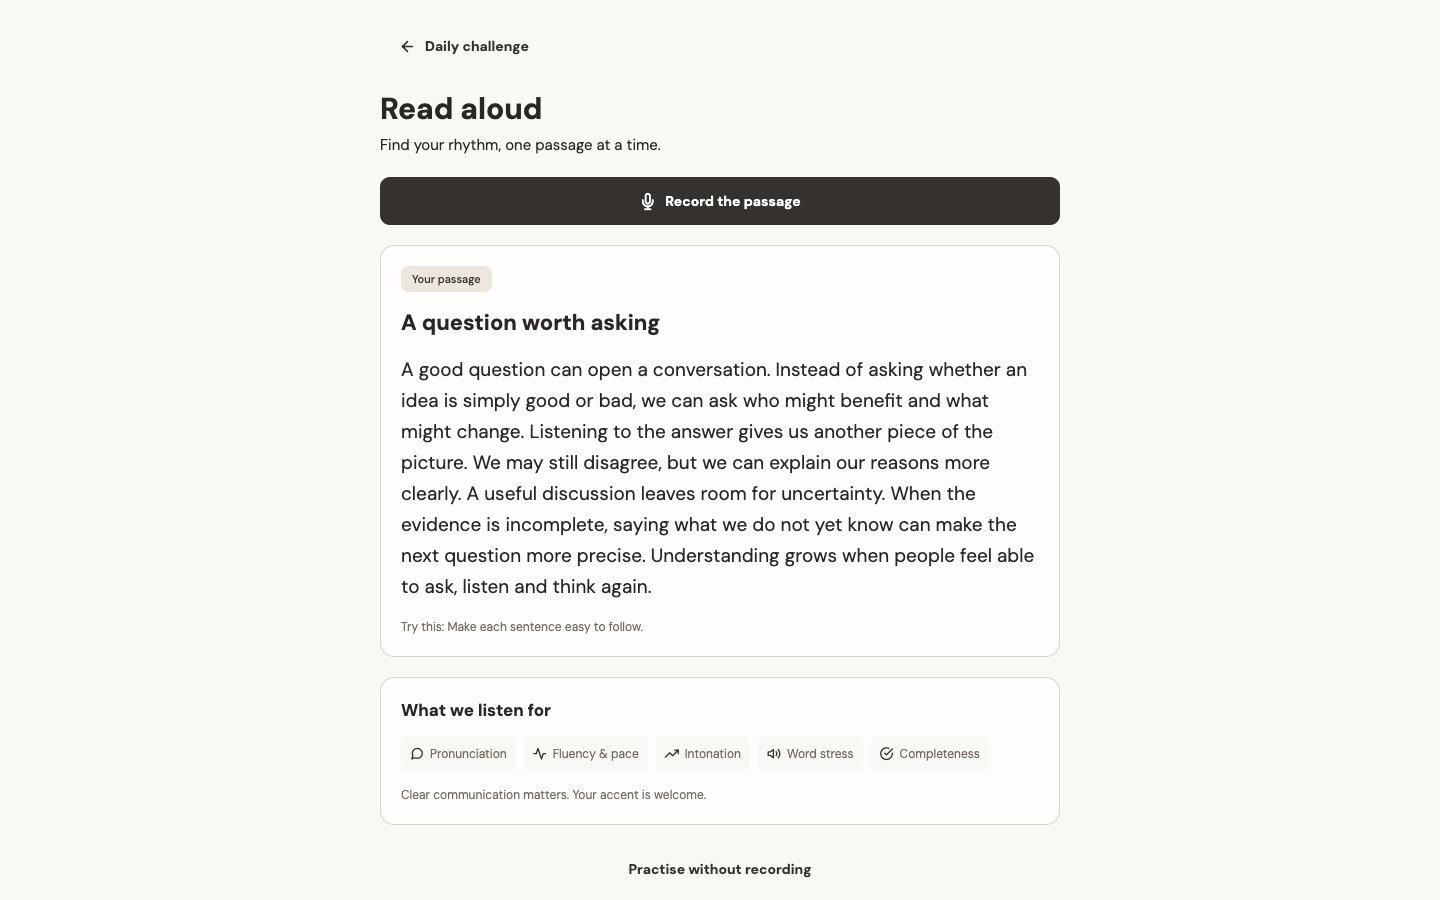 Daily challenge
Read aloud
Find your rhythm, one passage at a time.
Record the passage
Your passage
A question worth asking
A good question can open a conversation. Instead of asking whether an
idea is simply good or bad, we can ask who might benefit and what
might change. Listening to the answer gives us another piece of the
picture. We may still disagree, but we can explain our reasons more
clearly. A useful discussion leaves room for uncertainty. When the
evidence is incomplete, saying what we do not yet know can make the
next question more precise. Understanding grows when people feel able
to ask, listen and think again.
Try this: Make each sentence easy to follow.
What we listen for
Pronunciation Fluency & pace Intonation Word stress Completeness
Clear communication matters. Your accent is welcome.
Practise without recording